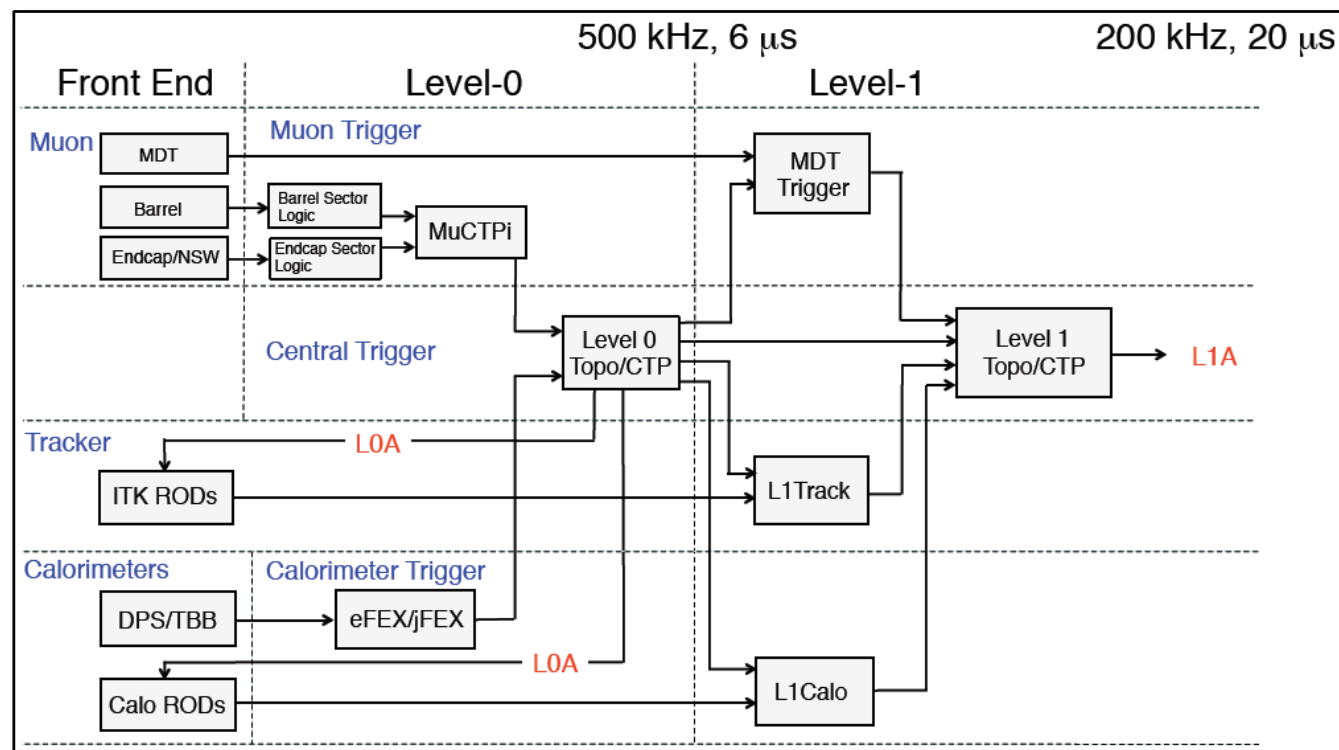 500 kHz, 6 μs
200 kHz, 20 μs
Front End
Level-0
Level-1
Muon
Muon Trigger
MDT
MDT
Trigger
Barrel
Barrel Sector
Logic
MuCTPi
Endcap/NSW
Endcap Sector
Logic
Central Trigger
Level 0
Topo/CTP
Level 1
Topo/CTP
L1A
Tracker
L0A
ITK RODs
L1Track
Calorimeters
Calorimeter Trigger
DPS/TBB
eFEX/jFEX
L0A
Calo RODs
L1Calo